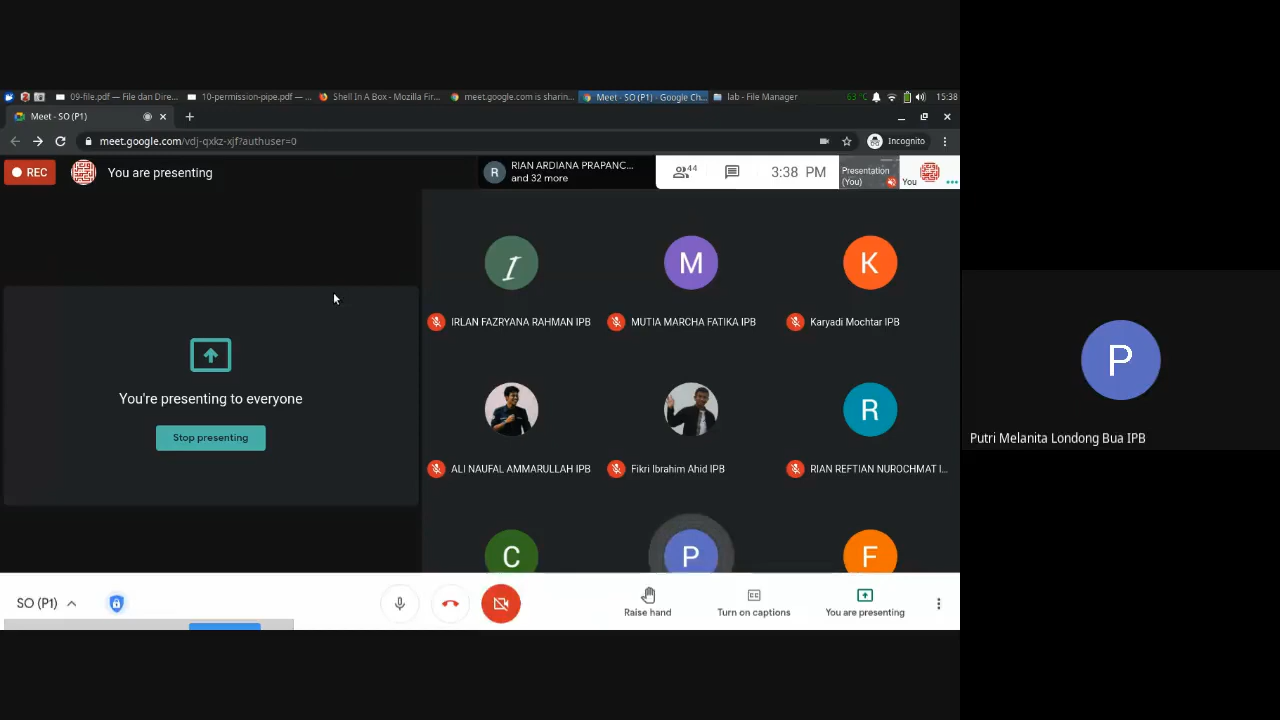 09-file.pdf — File dan Dire...
10-permission-pipe.pdf — ...
Shell In A Box - Mozilla Fir...
meet.google.com is sharin...
Meet - SO (P1) - Google Ch...
lab - File Manager
63 °C
15:38
Meet - SO (P1)
meet.google.com/vdj-qxkz-xjf?authuser=0
Incognito
REC
You are presenting
R
RIAN ARDIANA PRAPANC...
and 32 more
44
3:38 PM
Presentation
(You)
You
I
M
K
IRLAN FAZRYANA RAHMAN IPB
MUTIA MARCHA FATIKA IPB
Karyadi Mochtar IPB
You're presenting to everyone
Stop presenting
R
ALI NAUFAL AMMARULLAH IPB
Fikri Ibrahim Ahid IPB
RIAN REFTIAN NUROCHMAT I...
C
P
F
SO (P1)
Raise hand
Turn on captions
You are presenting
P
Putri Melanita Londong Bua IPB